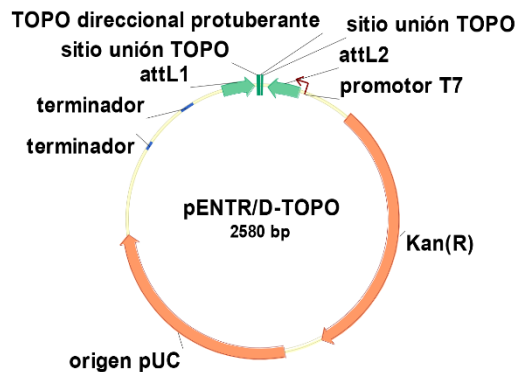 TOPO direccional protuberante
sitio unión TOPO
sitio unión TOPO
attL1
attL2
terminador
promotor T7
terminador
pENTR/D-TOPO
2580 bp
Kan(R)
origen pUC